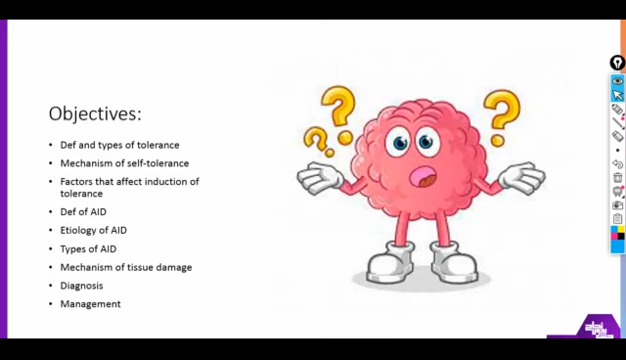 Objectives:
• Def and types of tolerance
• Mechanism of self-tolerance
• Factors that affect induction of
tolerance
• Def of AID
• Etiology of AID
• Types of AID
• Mechanism of tissue damage
• Diagnosis
• Management